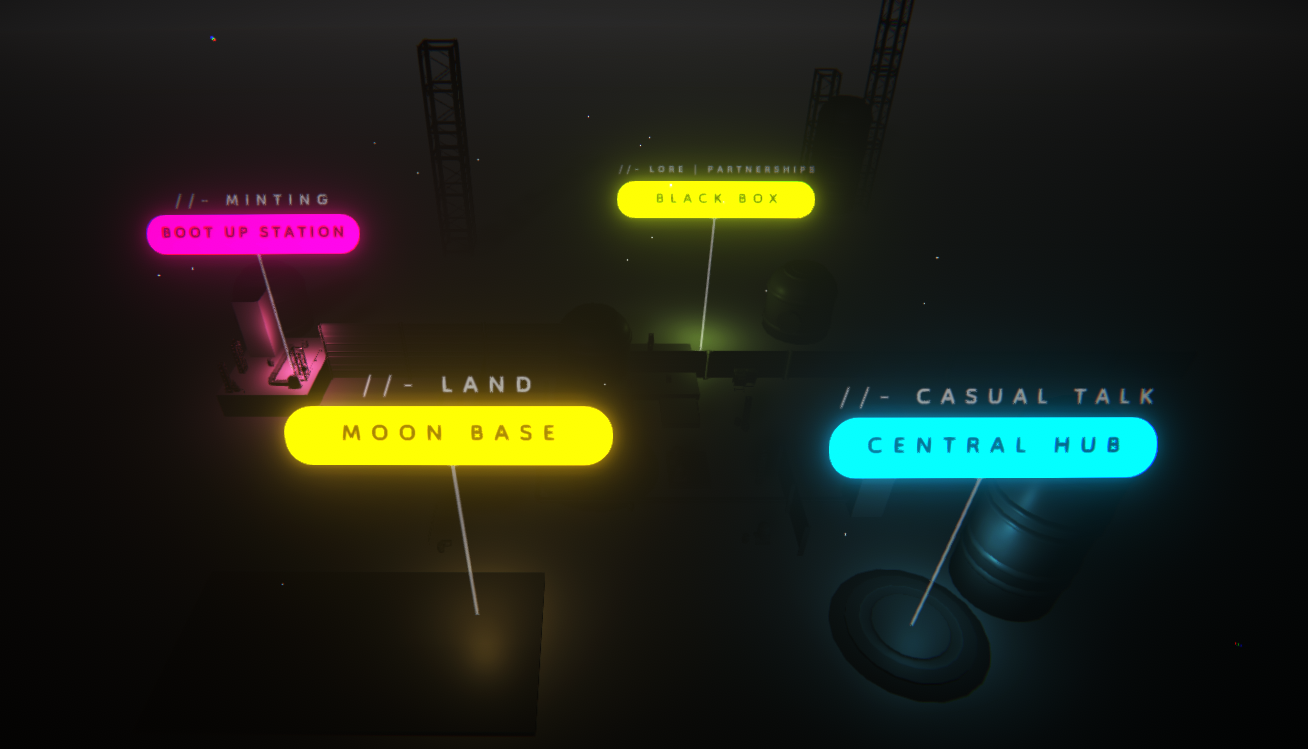 //- LORE | PARTNERSHIPS
BLACK BOX
//- MINTING
BOOT UP STATION
//- LAND
MOON BASE
//- CASUAL TALK
CENTRAL HUB